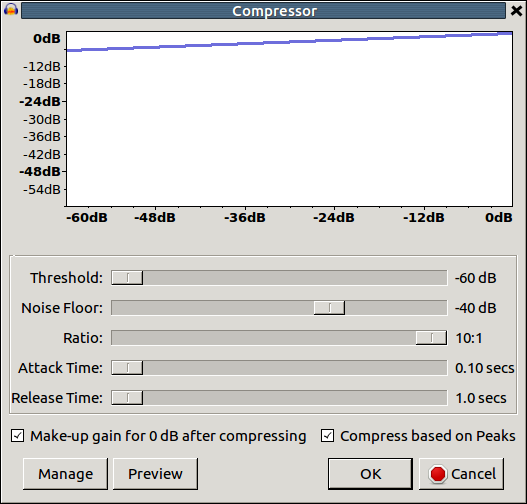 Compressor
0dB
-12dB
-18dB
-24dB
-30dB
-36dB
-42dB
-48dB
-54dB
-60dB -48dB -36dB -24dB -12dB 0dB
Threshold: -60 dB
Noise Floor: -40 dB
Ratio: 10:1
Attack Time: 0.10 secs
Release Time: 1.0 secs
Make-up gain for 0 dB after compressing Compress based on Peaks
Manage Preview OK Cancel